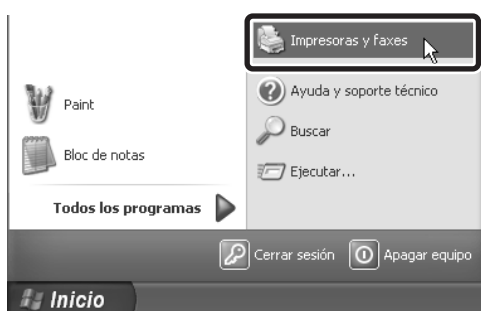 Impresoras y faxes
Paint
Ayuda y soporte técnico
Buscar
Bloc de notas
Ejecutar...
Todos los programas
Cerrar sesión
Apagar equipo
Inicio